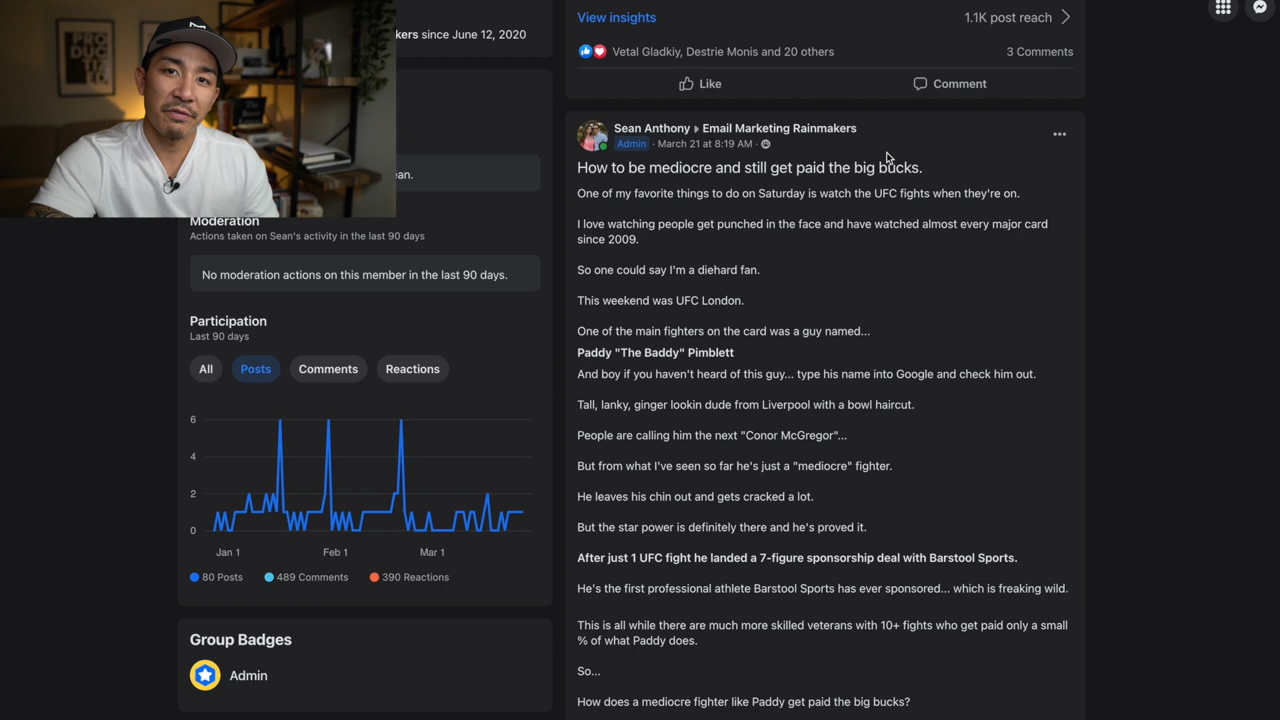 PRO
DUC
TIV
kers since June 12, 2020
ean.
Moderation
Actions taken on Sean's activity in the last 90 days
No moderation actions on this member in the last 90 days.
Participation
Last 90 days
All
Posts
Comments
Reactions
6
4
2
0
Jan 1
Feb 1
Mar 1
80 Posts
489 Comments
390 Reactions
Group Badges
Admin
View insights
1.1K post reach
Vetal Gladkiy, Destrie Monis and 20 others
3 Comments
Like
Comment
Sean Anthony ▸ Email Marketing Rainmakers
Admin · March 21 at 8:19 AM ·
How to be mediocre and still get paid the big bucks.
One of my favorite things to do on Saturday is watch the UFC fights when they're on.
I love watching people get punched in the face and have watched almost every major card
since 2009.
So one could say I'm a diehard fan.
This weekend was UFC London.
One of the main fighters on the card was a guy named...
Paddy "The Baddy" Pimblett
And boy if you haven't heard of this guy... type his name into Google and check him out.
Tall, lanky, ginger lookin dude from Liverpool with a bowl haircut.
People are calling him the next "Conor McGregor"...
But from what I've seen so far he's just a "mediocre" fighter.
He leaves his chin out and gets cracked a lot.
But the star power is definitely there and he's proved it.
After just 1 UFC fight he landed a 7-figure sponsorship deal with Barstool Sports.
He's the first professional athlete Barstool Sports has ever sponsored... which is freaking wild.
This is all while there are much more skilled veterans with 10+ fights who get paid only a small
% of what Paddy does.
So...
How does a mediocre fighter like Paddy get paid the big bucks?